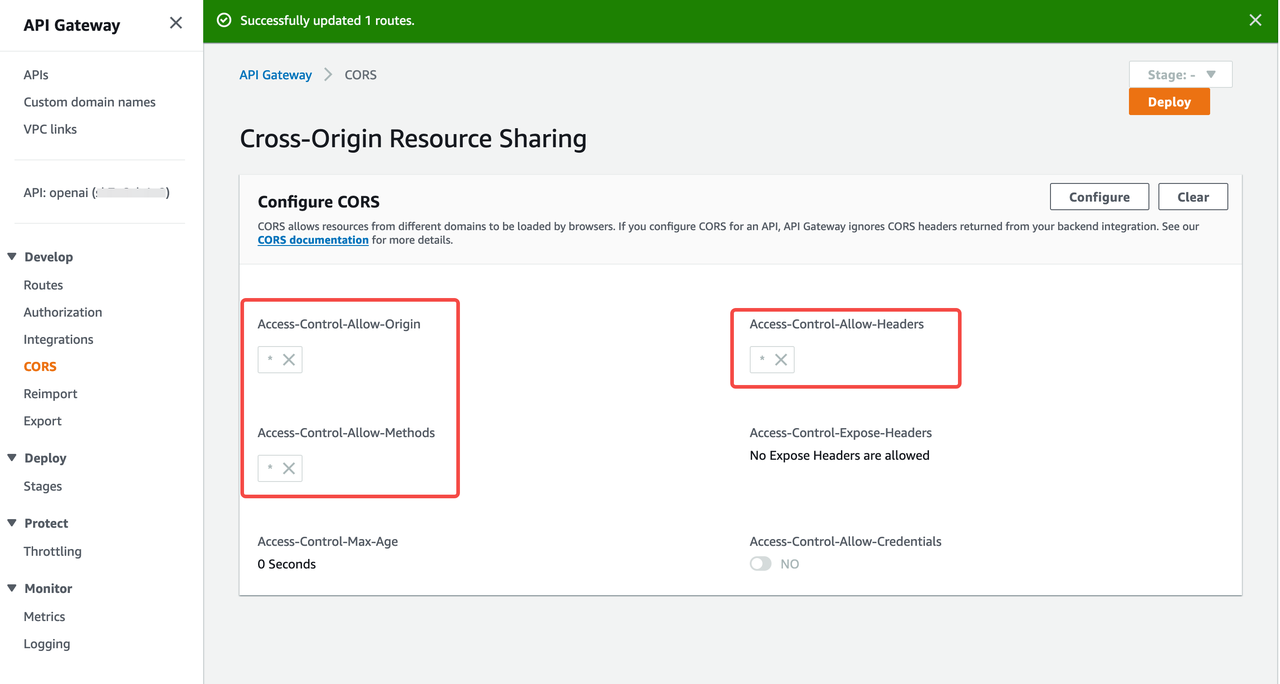 API Gateway
Successfully updated 1 routes.
APIs
Custom domain names
VPC links
API: openai ( )
Develop
Routes
Authorization
Integrations
CORS
Reimport
Export
Deploy
Stages
Protect
Throttling
Monitor
Metrics
Logging
API Gateway > CORS
Stage: -
Deploy
Cross-Origin Resource Sharing
Configure CORS
Configure
Clear
CORS allows resources from different domains to be loaded by browsers. If you configure CORS for an API, API Gateway ignores CORS headers returned from your backend integration. See our
CORS documentation for more details.
Access-Control-Allow-Origin
*
Access-Control-Allow-Headers
*
Access-Control-Allow-Methods
*
Access-Control-Expose-Headers
No Expose Headers are allowed
Access-Control-Max-Age
0 Seconds
Access-Control-Allow-Credentials
NO